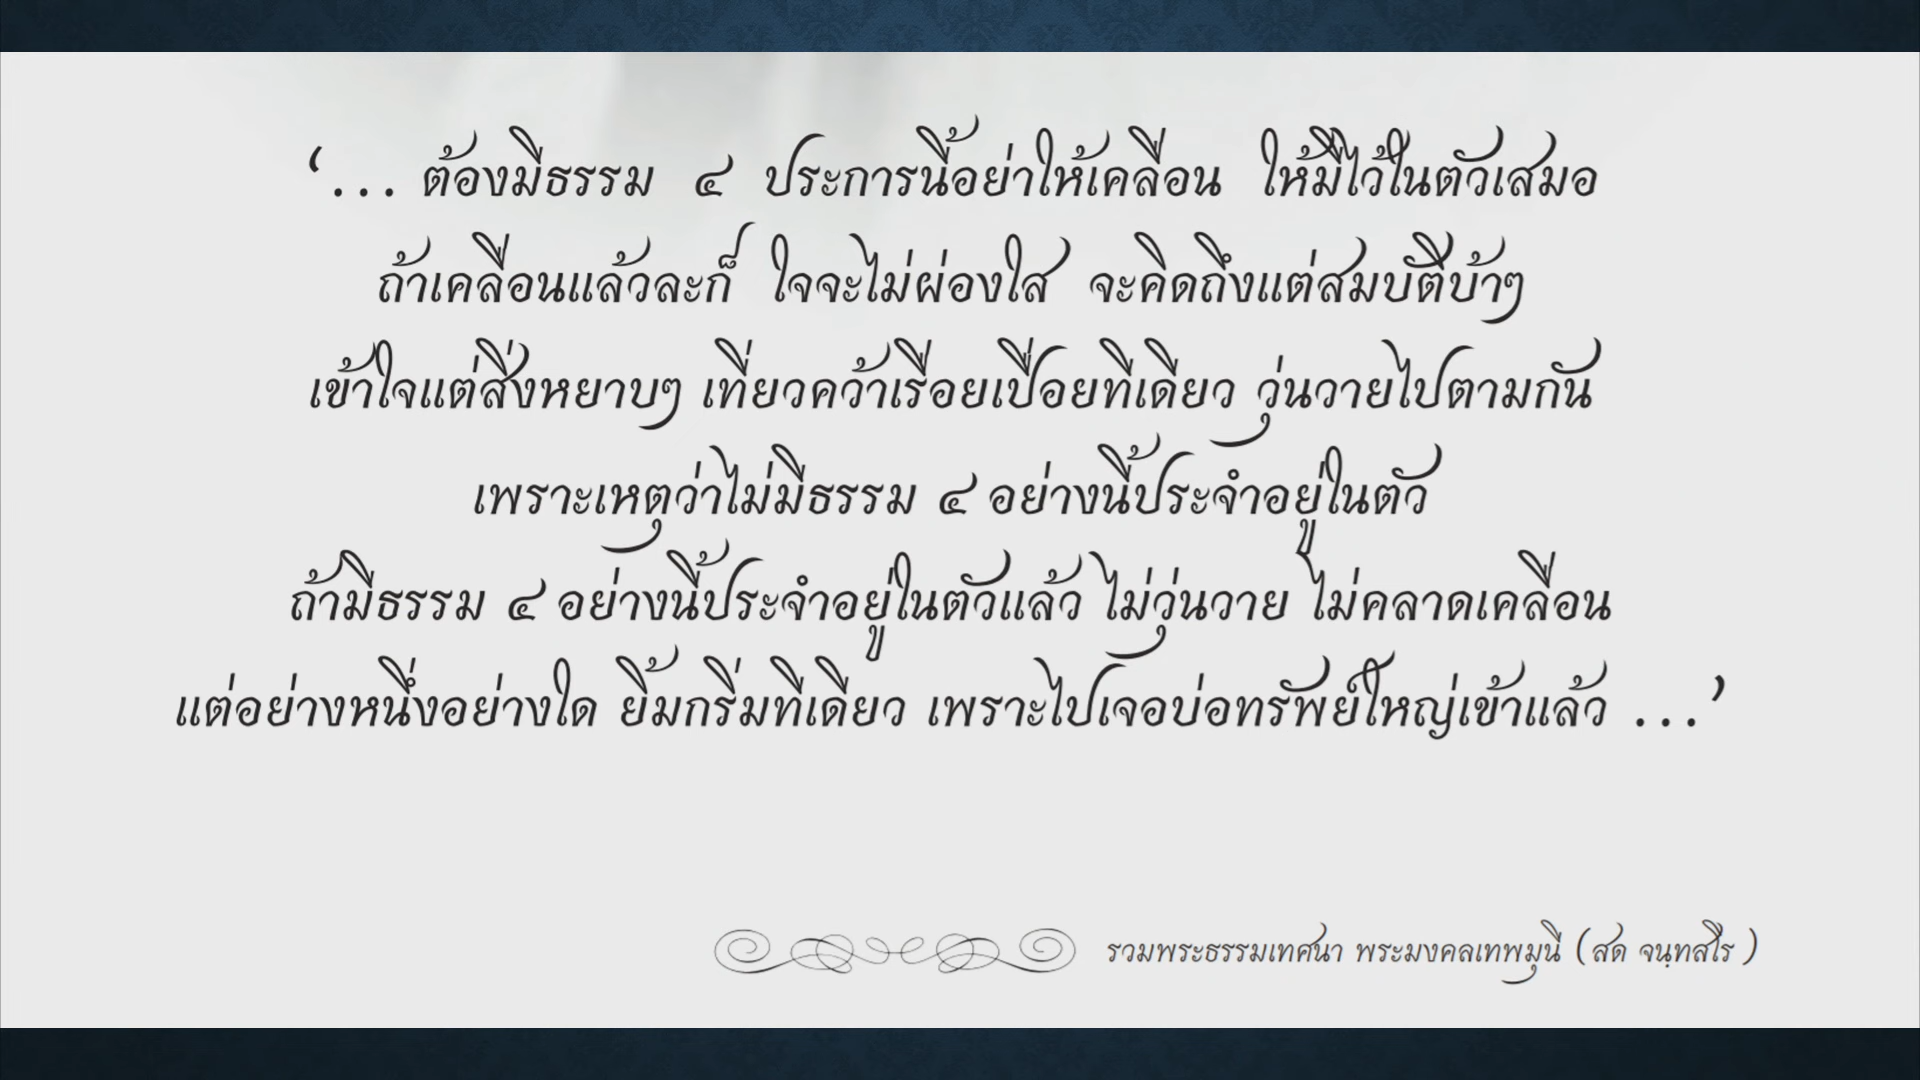 ‘... ต้องมีธรรม ๔ ประการนี้อย่าให้เคลื่อน ให้มีไว้ในตัวเสมอ
ถ้าเคลื่อนแล้วละก็ ใจจะไม่ผ่องใส จะคิดถึงแต่สมบัติบ้าๆ
เข้าใจแต่สิ่งหยาบๆ เที่ยวคว้าเรื่อยเปื่อยทีเดียว วุ่นวายไปตามกัน
เพราะเหตุว่าไม่มีธรรม ๔ อย่างนี้ประจำอยู่ในตัว
ถ้ามีธรรม ๔ อย่างนี้ประจำอยู่ในตัวแล้ว ไม่วุ่นวาย ไม่คลาดเคลื่อน
แต่อย่างหนึ่งอย่างใด ยิ้มกริ่มทีเดียว เพราะไปเจอบ่อทรัพย์ใหญ่เข้าแล้ว ...’
รวมพระธรรมเทศนา พระมงคลเทพมุนี (สด จนฺทสโร )